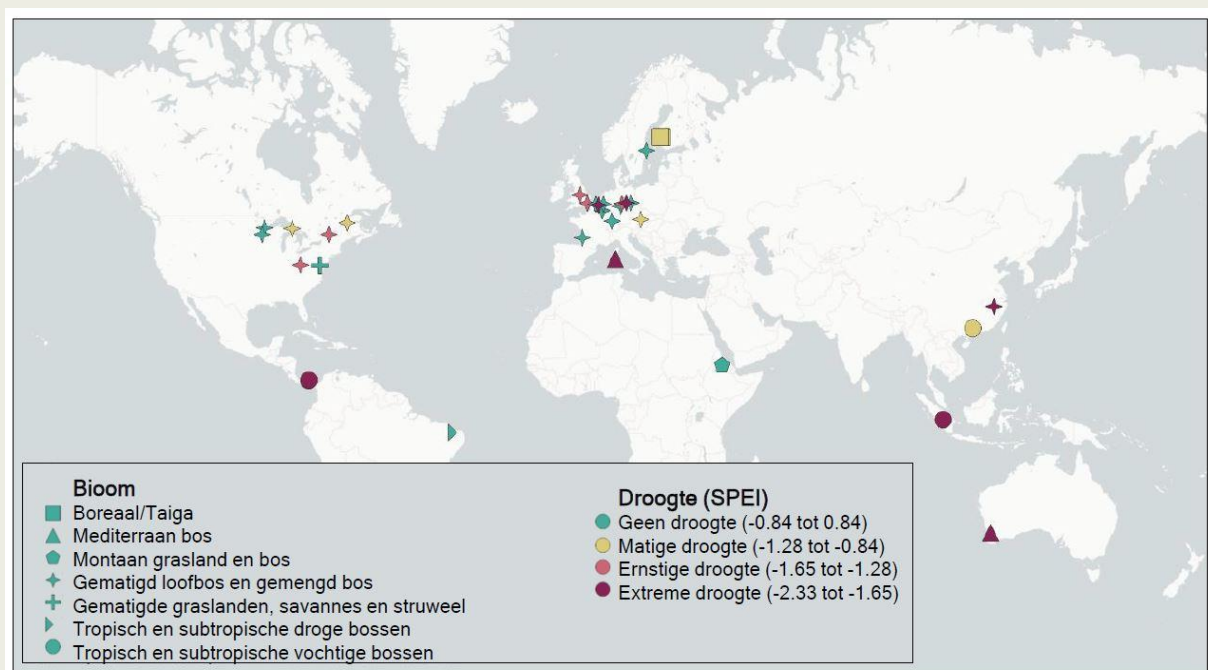 Bioom
Boreaal/Taiga
Mediterraan bos
Montaan grasland en bos
Gematigd loofbos en gemengd bos
Gematigde graslanden, savannes en struweel
Tropisch en subtropische droge bossen
Tropisch en subtropische vochtige bossen
Droogte (SPEI)
Geen droogte (-0.84 tot 0.84)
Matige droogte (-1.28 tot -0.84)
Ernstige droogte (-1.65 tot -1.28)
Extreme droogte (-2.33 tot -1.65)